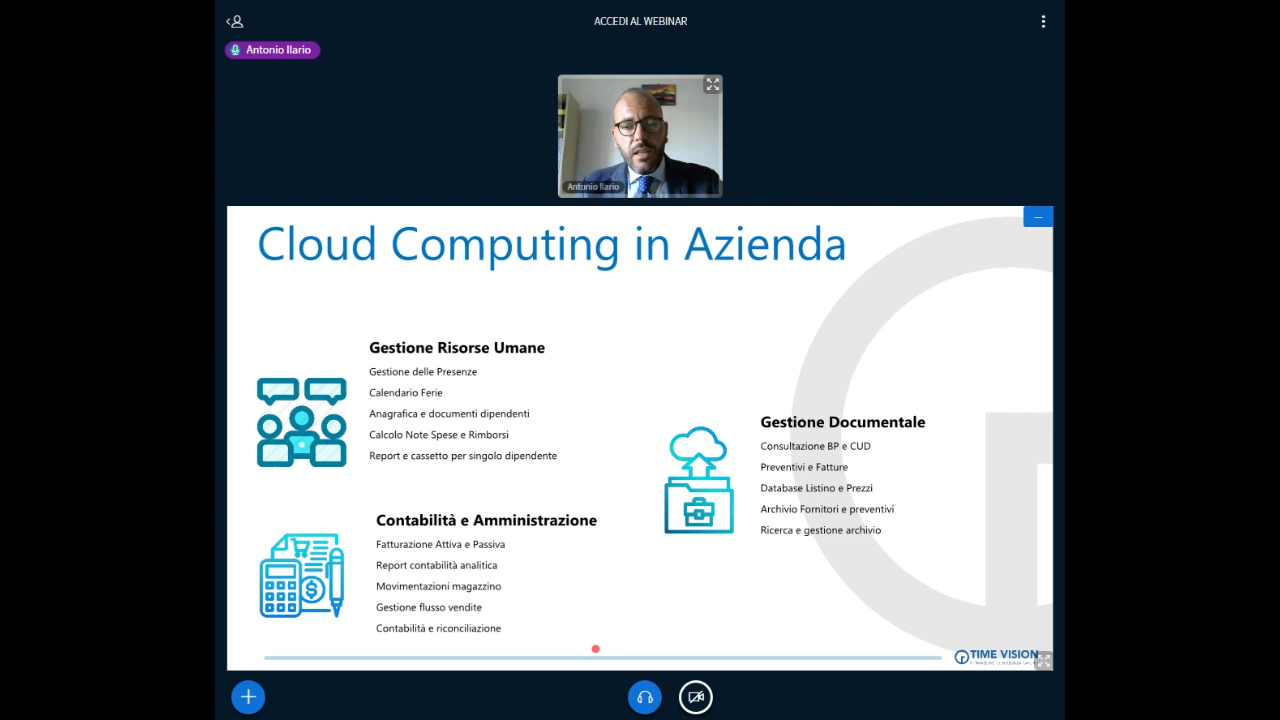 ACCEDI AL WEBINAR
Antonio Ilario
Antonio Ilario
Cloud Computing in Azienda
Gestione Risorse Umane
Gestione delle Presenze
Calendario Ferie
Anagrafica e documenti dipendenti
Calcolo Note Spese e Rimborsi
Report e cassetto per singolo dipendente
Contabilità e Amministrazione
Fatturazione Attiva e Passiva
Report contabilità analitica
Movimentazioni magazzino
Gestione flusso vendite
Contabilità e riconciliazione
Gestione Documentale
Consultazione BP e CUD
Preventivi e Fatture
Database Listino e Prezzi
Archivio Fornitori e preventivi
Ricerca e gestione archivio
TIME VISION